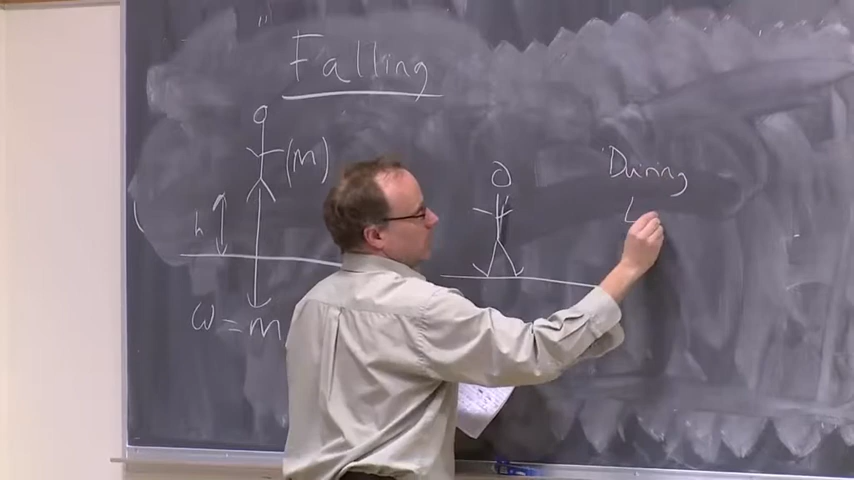 Falling
(m)
h
W = m
During
L